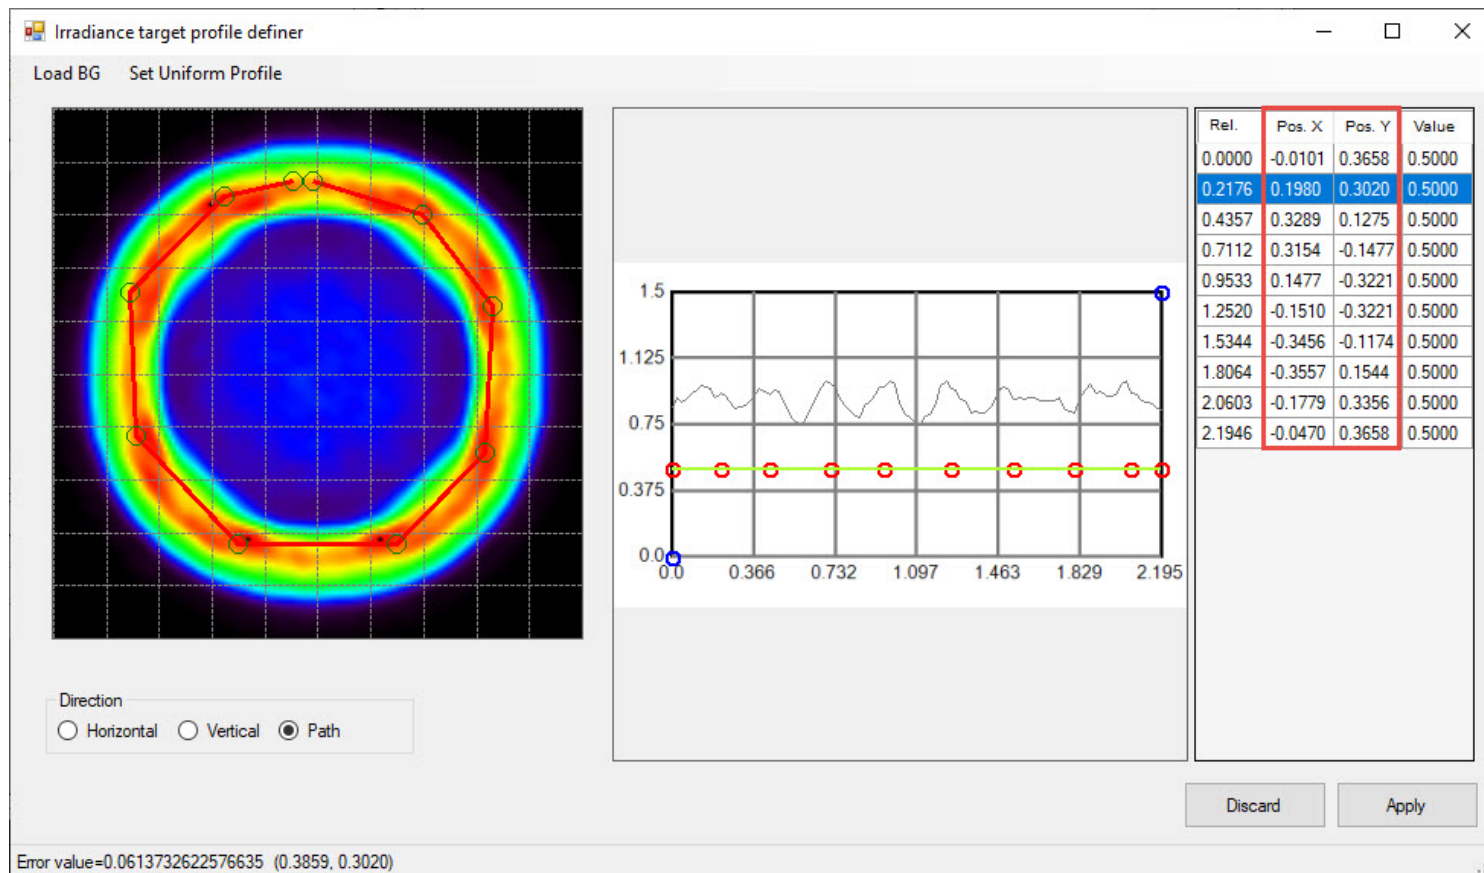 Irradiance target profile definer
Load BG Set Uniform Profile
Rel. Pos. X Pos. Y Value
0.0000 -0.0101 0.3658 0.5000
0.2176 0.1980 0.3020 0.5000
0.4357 0.3289 0.1275 0.5000
0.7112 0.3154 -0.1477 0.5000
0.9533 0.1477 -0.3221 0.5000
1.2520 -0.1510 -0.3221 0.5000
1.5344 -0.3456 -0.1174 0.5000
1.8064 -0.3557 0.1544 0.5000
2.0603 -0.1779 0.3356 0.5000
2.1946 -0.0470 0.3658 0.5000
1.5
1.125
0.75
0.375
0.0
0.0 0.366 0.732 1.097 1.463 1.829 2.195
Direction
Horizontal Vertical Path
Discard Apply
Error value=0.0613732622576635 (0.3859, 0.3020)